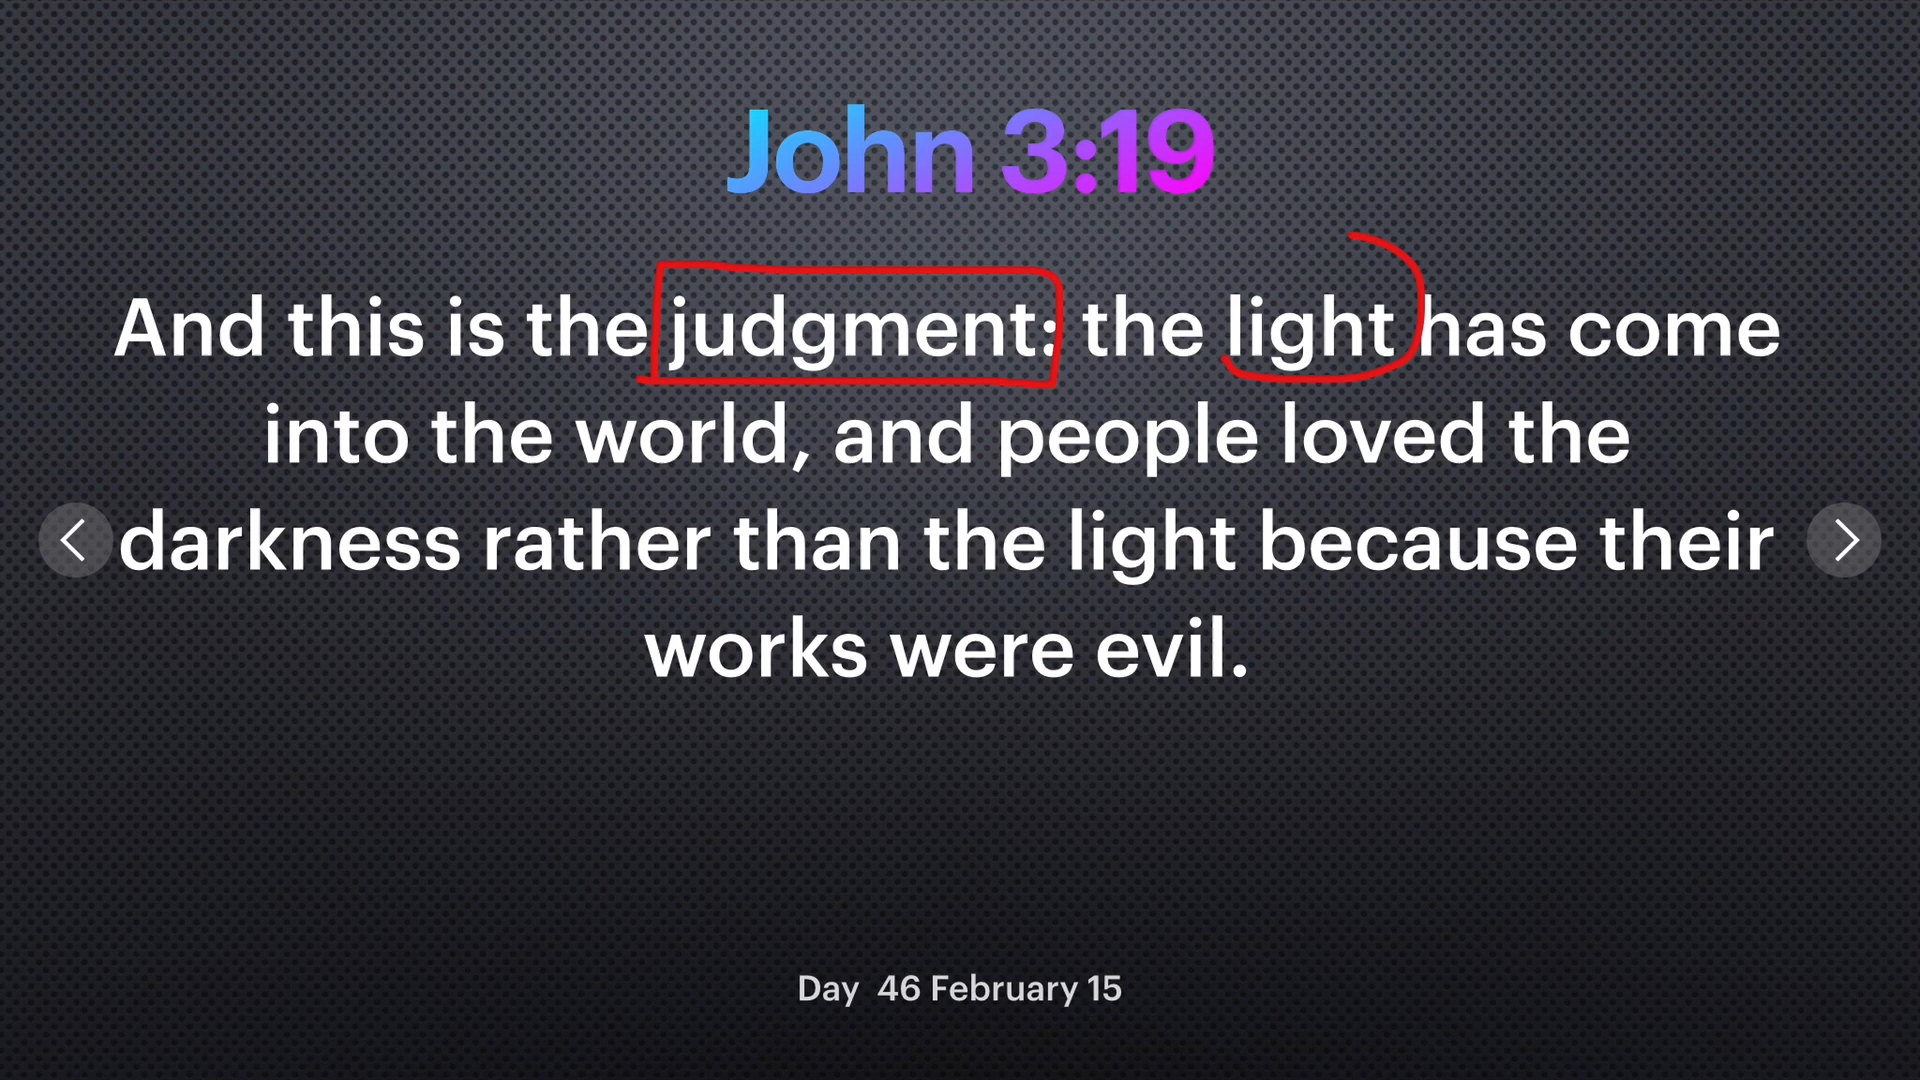 John 3:19
And this is the judgment: the light has come
into the world, and people loved the
darkness rather than the light because their
works were evil.
Day 46 February 15